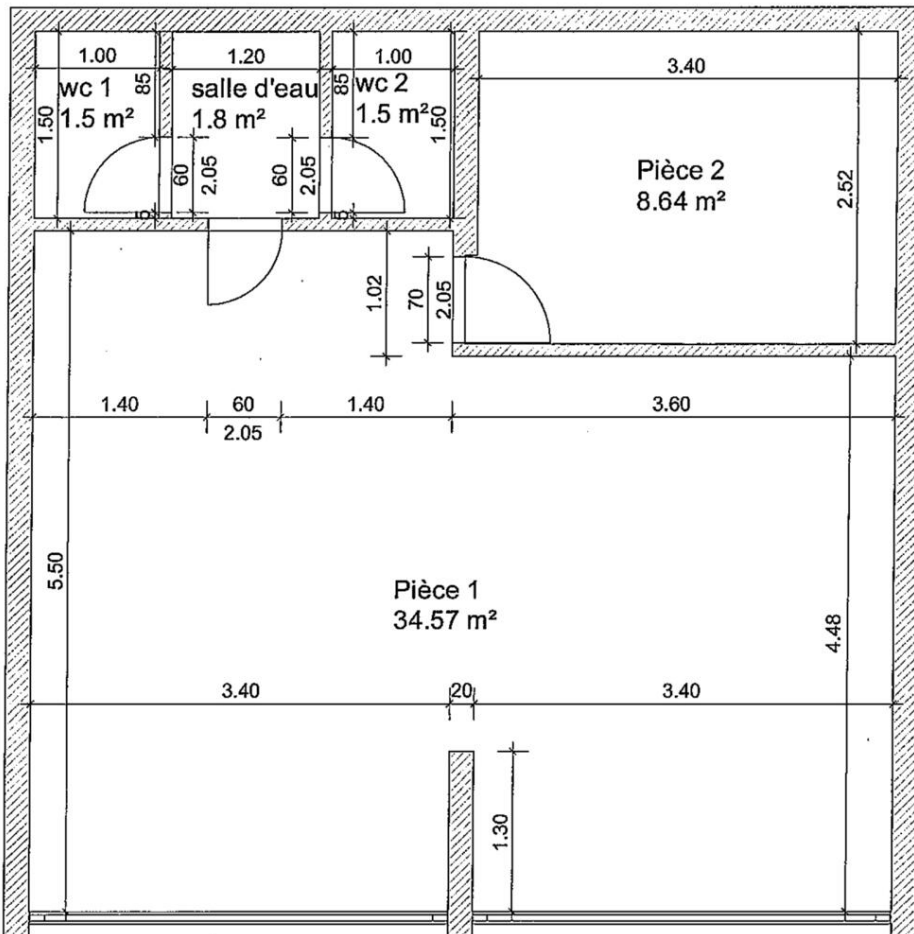 1.00
1.20
1.00
3.40
wc 1
1.5 m²
85
1.50
salle d'eau
1.8 m²
85
wc 2
1.5 m²
1.50
60
2.05
60
2.05
5
5
Pièce 2
8.64 m²
2.52
1.02
70
2.05
1.40
60
2.05
1.40
3.60
5.50
Pièce 1
34.57 m²
4.48
3.40
20
3.40
1.30